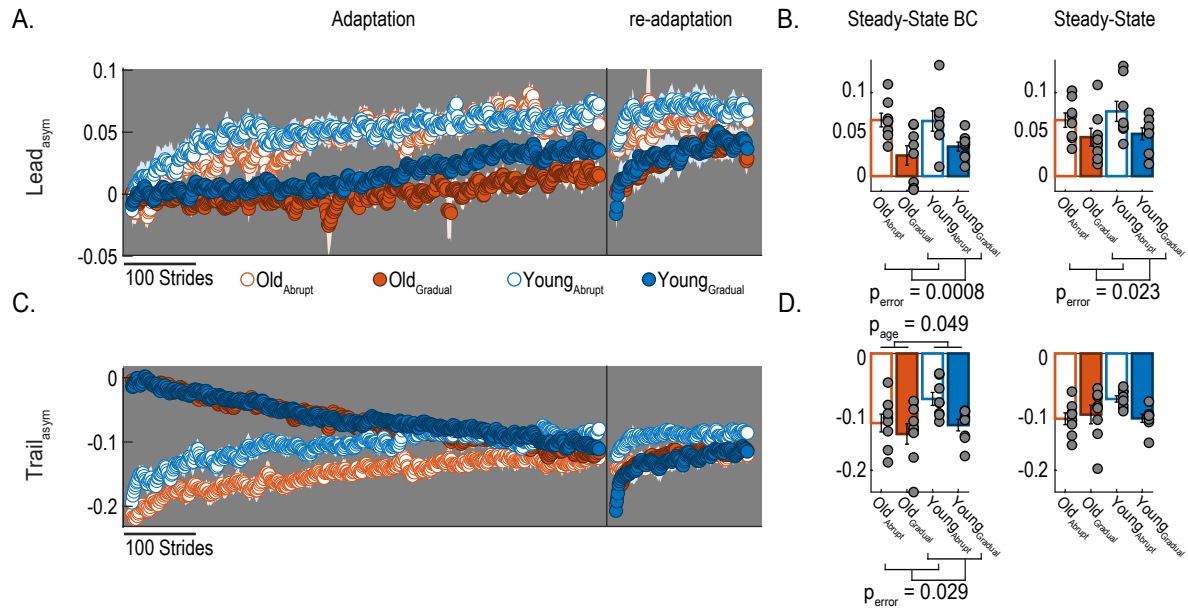 A.
Adaptation
re-adaptation
B.
Steady-State BC
Steady-State
Lead_asym
0.1
0.05
0
-0.05
100 Strides
Old_Abrupt
Old_Gradual
Young_Abrupt
Young_Gradual
0.1
0.05
0
Old_Abrupt
Old_Gradual
Young_Abrupt
Young_Gradual
p_error = 0.0008
0.1
0.05
0
Old_Abrupt
Old_Gradual
Young_Abrupt
Young_Gradual
p_error = 0.023
C.
Trail_asym
0
-0.1
-0.2
100 Strides
D.
p_age = 0.049
0
-0.1
-0.2
Old_Abrupt
Old_Gradual
Young_Abrupt
Young_Gradual
p_error = 0.029
0
-0.1
-0.2
Old_Abrupt
Old_Gradual
Young_Abrupt
Young_Gradual